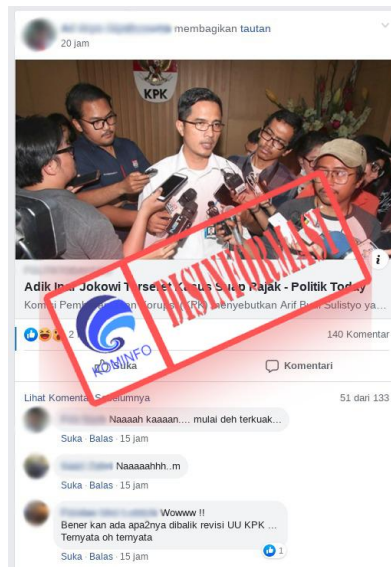 membagikan tautan
20 jam
KPK
Adik Ipar Jokowi Terseret Kasus Suap Pajak - Politik Today
Komisi Pemberantasan Korupsi (KPK) menyebutkan Arif Budi Sulistyo ya...
DISINFORMASI
KOMINFO
2
140 Komentar
Suka
Komentari
Lihat Komentar Sebelumnya
51 dari 133
Naaaah kaaaan.... mulai deh terkuak...
Suka · Balas · 15 jam
Naaaaahhh..m
Suka · Balas · 15 jam
Wowww !!
Bener kan ada apa2nya dibalik revisi UU KPK ...
Ternyata oh ternyata
1
Suka · Balas · 15 jam